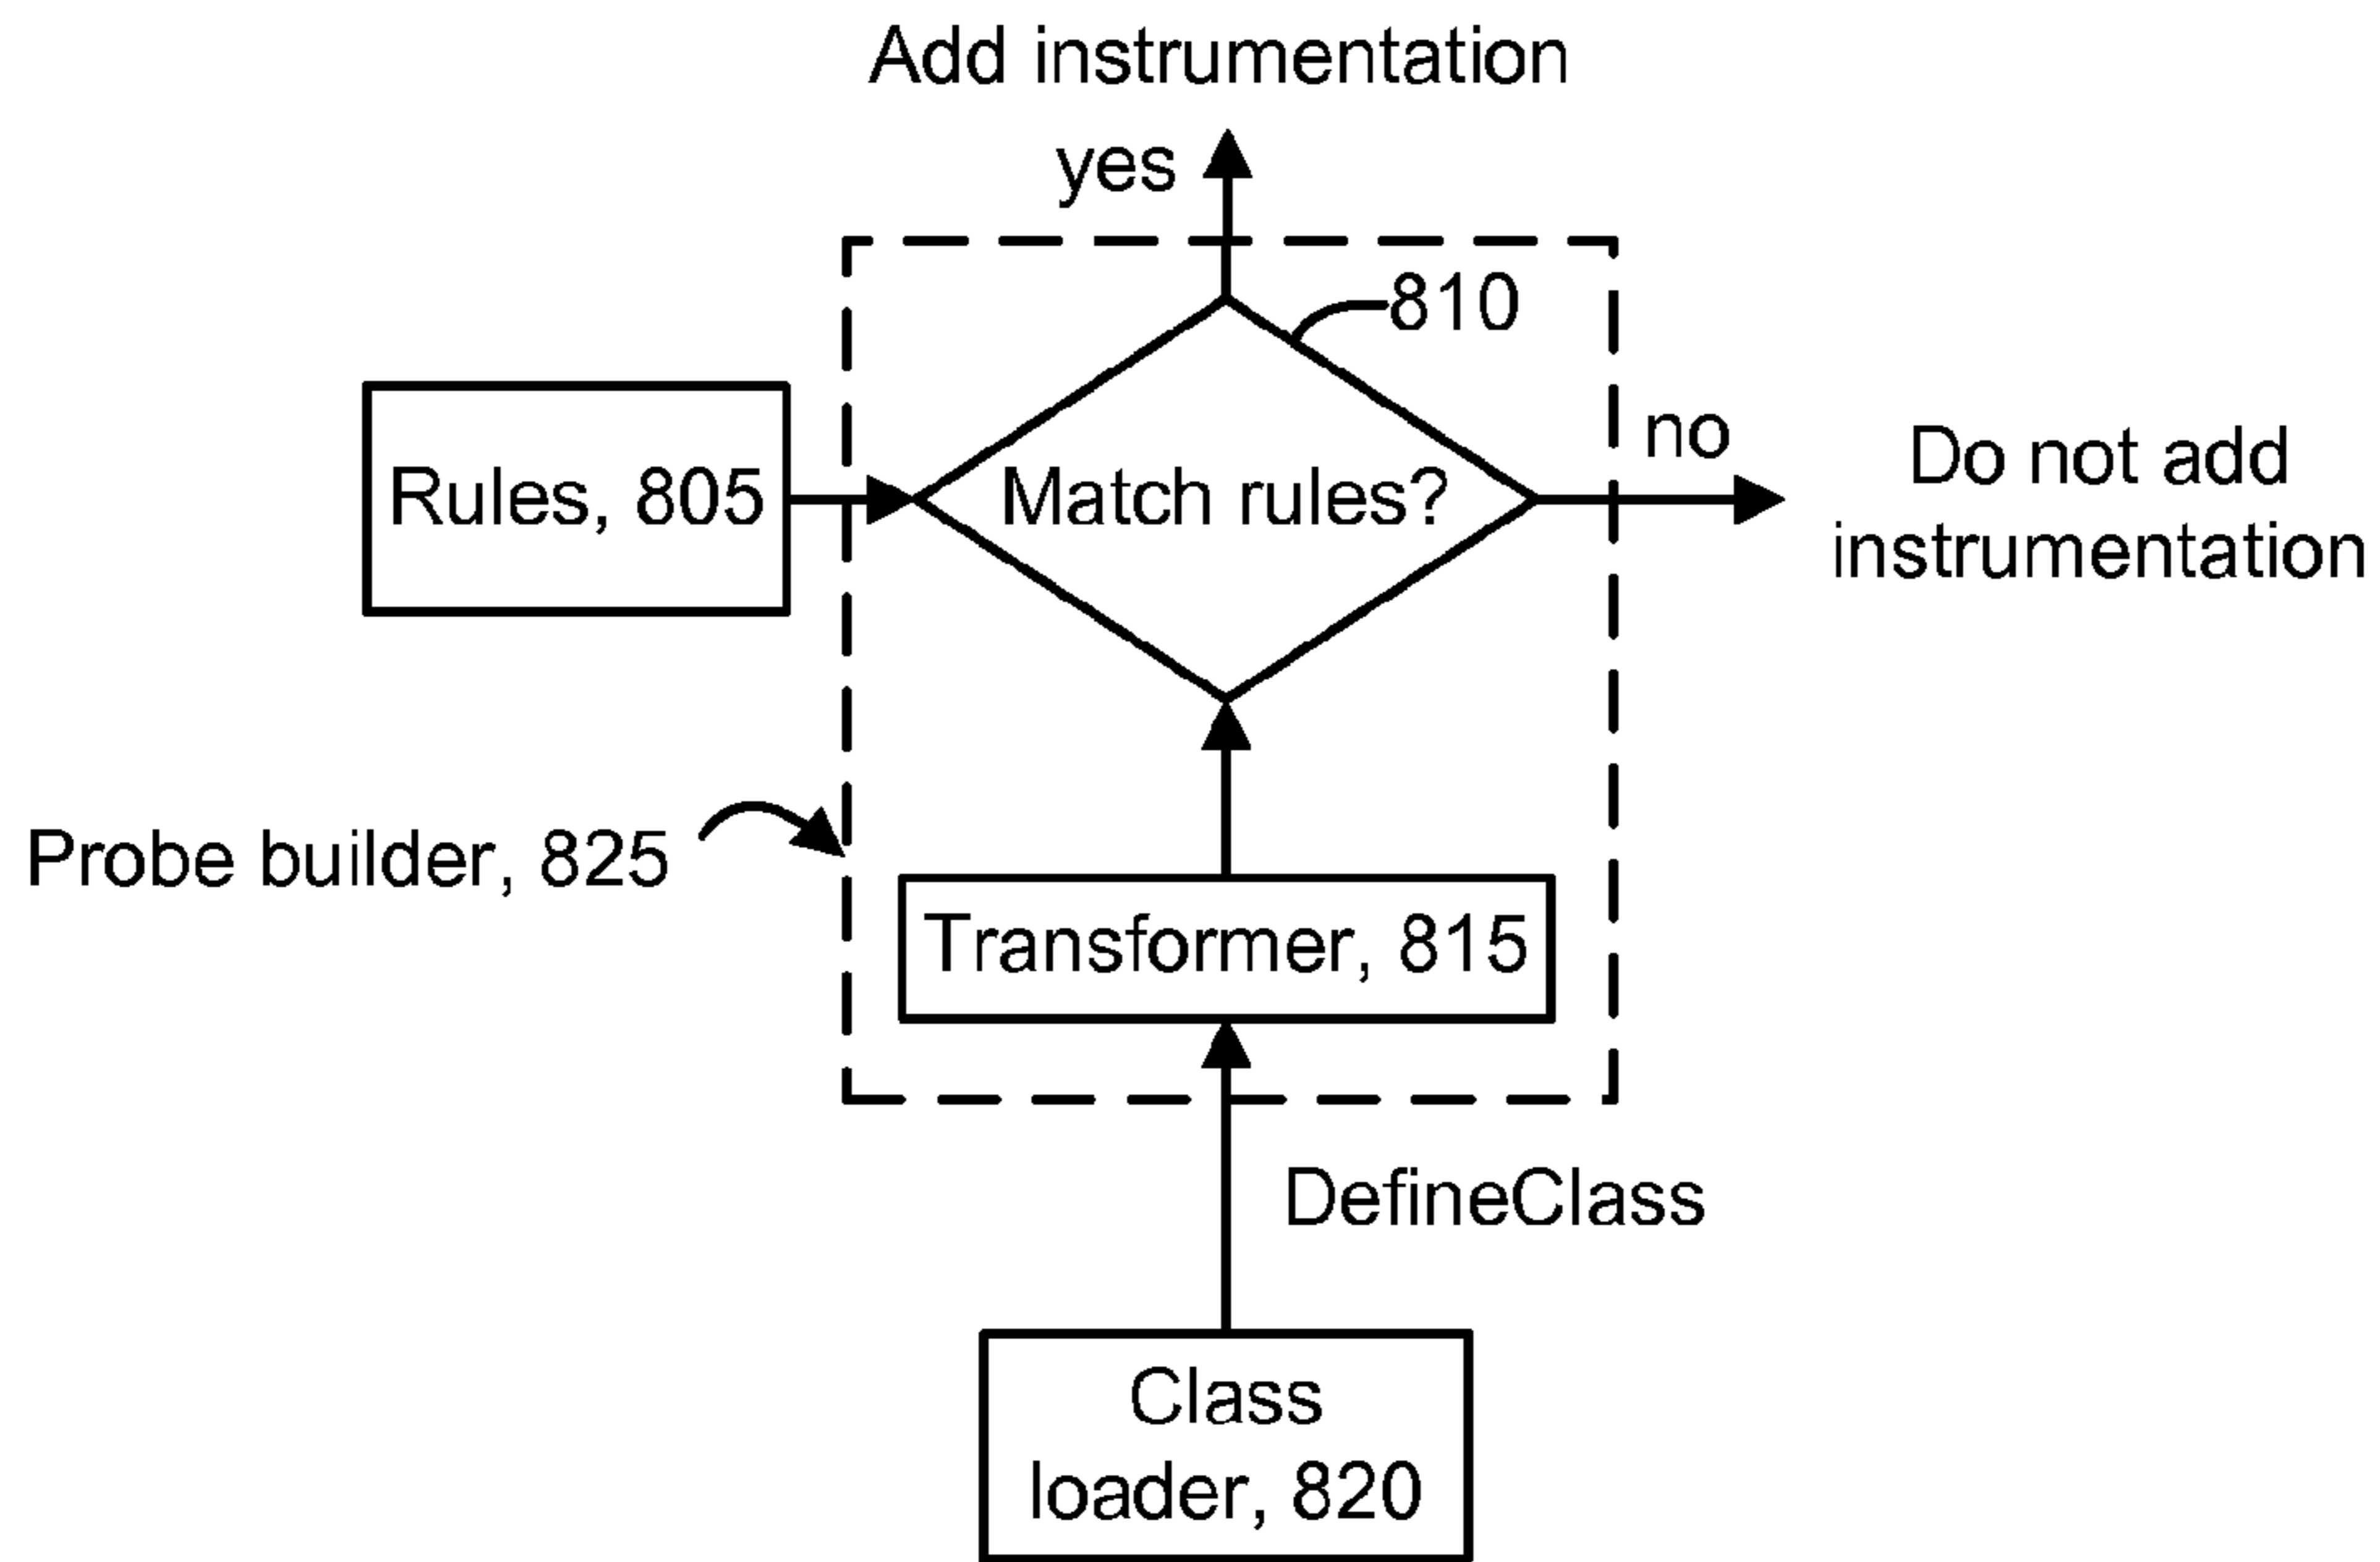 Add instrumentation
yes
810
no
Rules, 805
Match rules?
Do not add
instrumentation
Probe builder, 825
Transformer, 815
DefineClass
Class
loader, 820